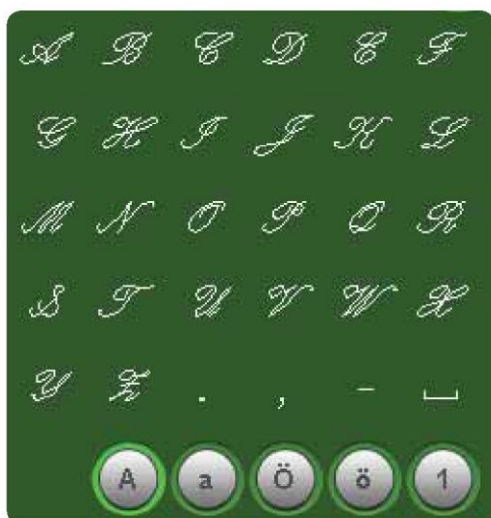 A B C D E F
G H I J K L
M N O P Q R
S T U V W X
Y Z . , - ⎵
A a Ö ö 1